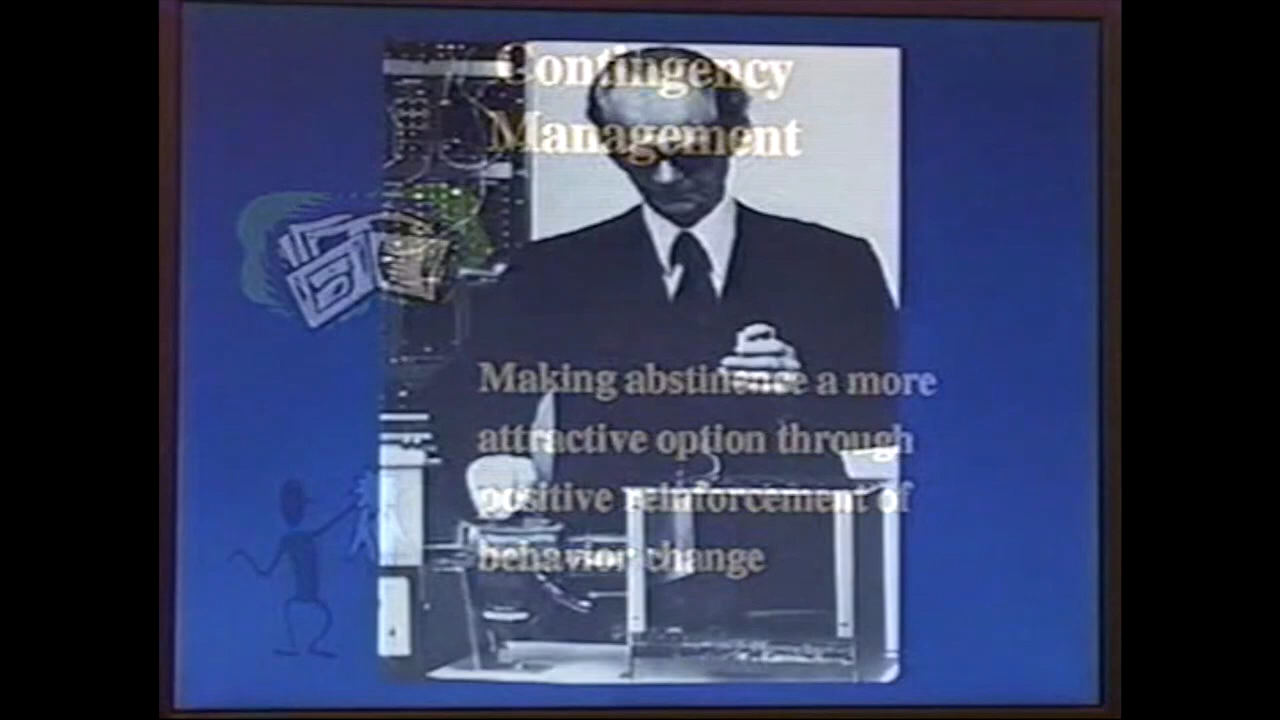 Contingency
Management
Making abstinence a more
attractive option through
positive reinforcement of
behavior change